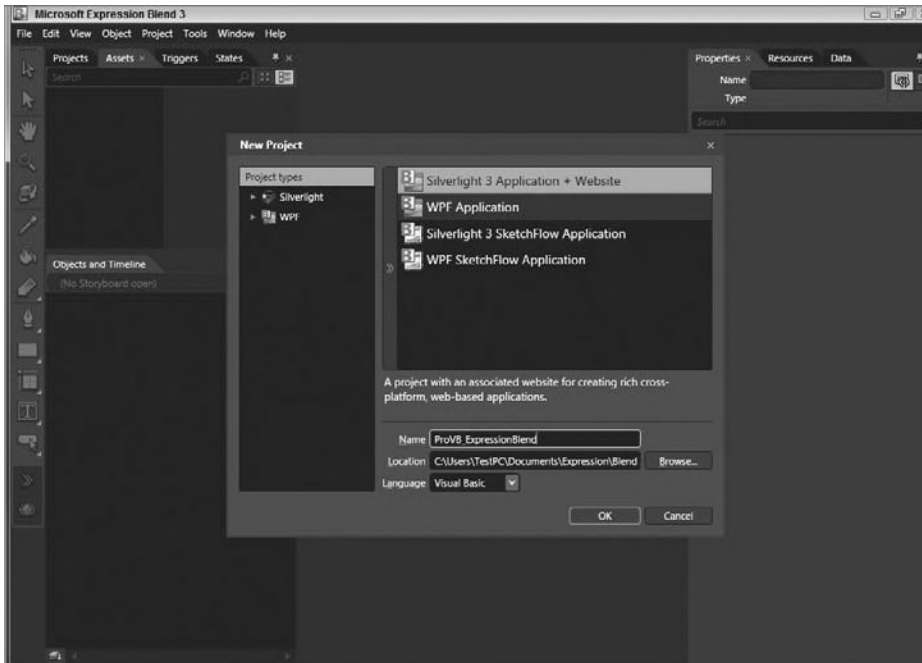 Microsoft Expression Blend 3
File Edit View Object Project Tools Window Help
Projects Assets × Triggers States
Search
Properties × Resources Data
Name
Type
Search
New Project
Project types
Silverlight
WPF
Silverlight 3 Application + Website
WPF Application
Silverlight 3 SketchFlow Application
WPF SketchFlow Application
A project with an associated website for creating rich cross-
platform, web-based applications.
Name ProVB_ExpressionBlend
Location C:\Users\TestPC\Documents\Expression\Blend Browse...
Language Visual Basic
OK Cancel
Objects and Timeline
(No Storyboard open)